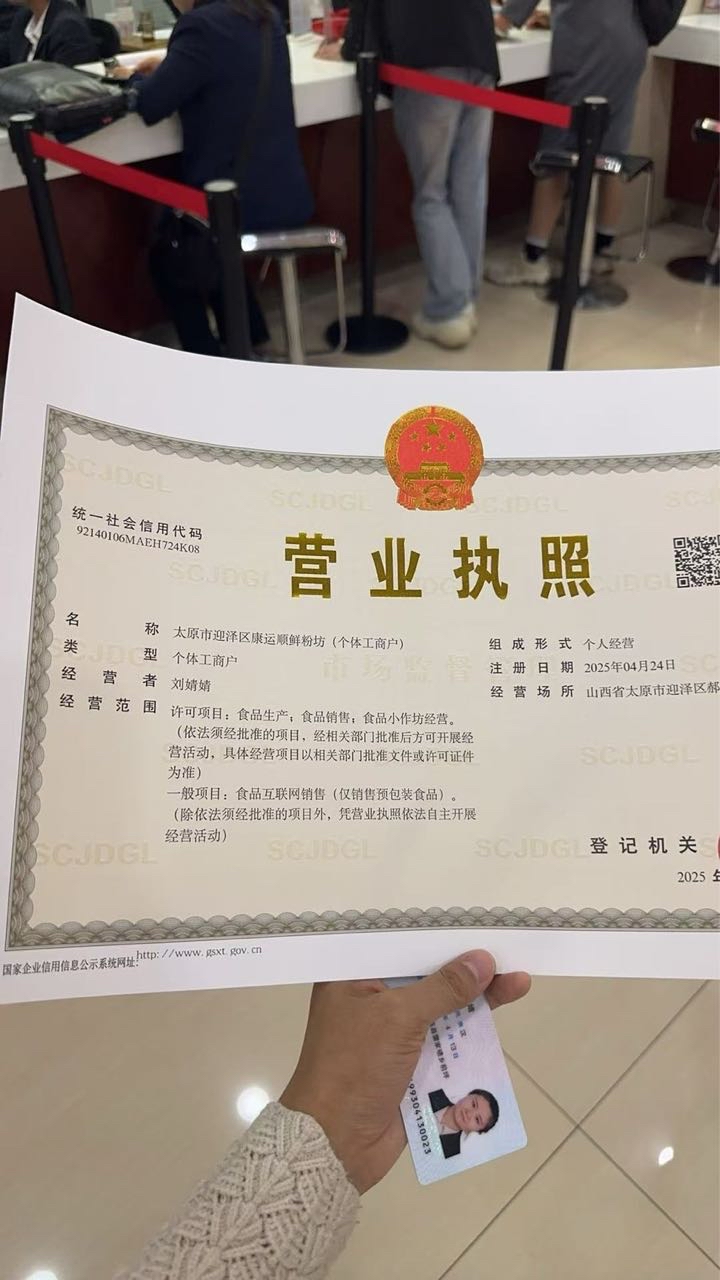 统一社会信用代码
92140106MAEH724K08
营业执照
名称 太原市迎泽区康运顺鲜粉坊（个体工商户）
类型 个体工商户
经营者 刘婧婧
经营范围 许可项目：食品生产；食品销售；食品小作坊经营。
（依法须经批准的项目，经相关部门批准后方可开展经
营活动，具体经营项目以相关部门批准文件或许可证件
为准）
一般项目：食品互联网销售（仅销售预包装食品）。
（除依法须经批准的项目外，凭营业执照依法自主开展
经营活动）
组成形式 个人经营
注册日期 2025年04月24日
经营场所 山西省太原市迎泽区郝
登记机关
2025 年
国家企业信用信息公示系统网址：http://www.gsxt.gov.cn
SCJDGL
市场监督
99304130023